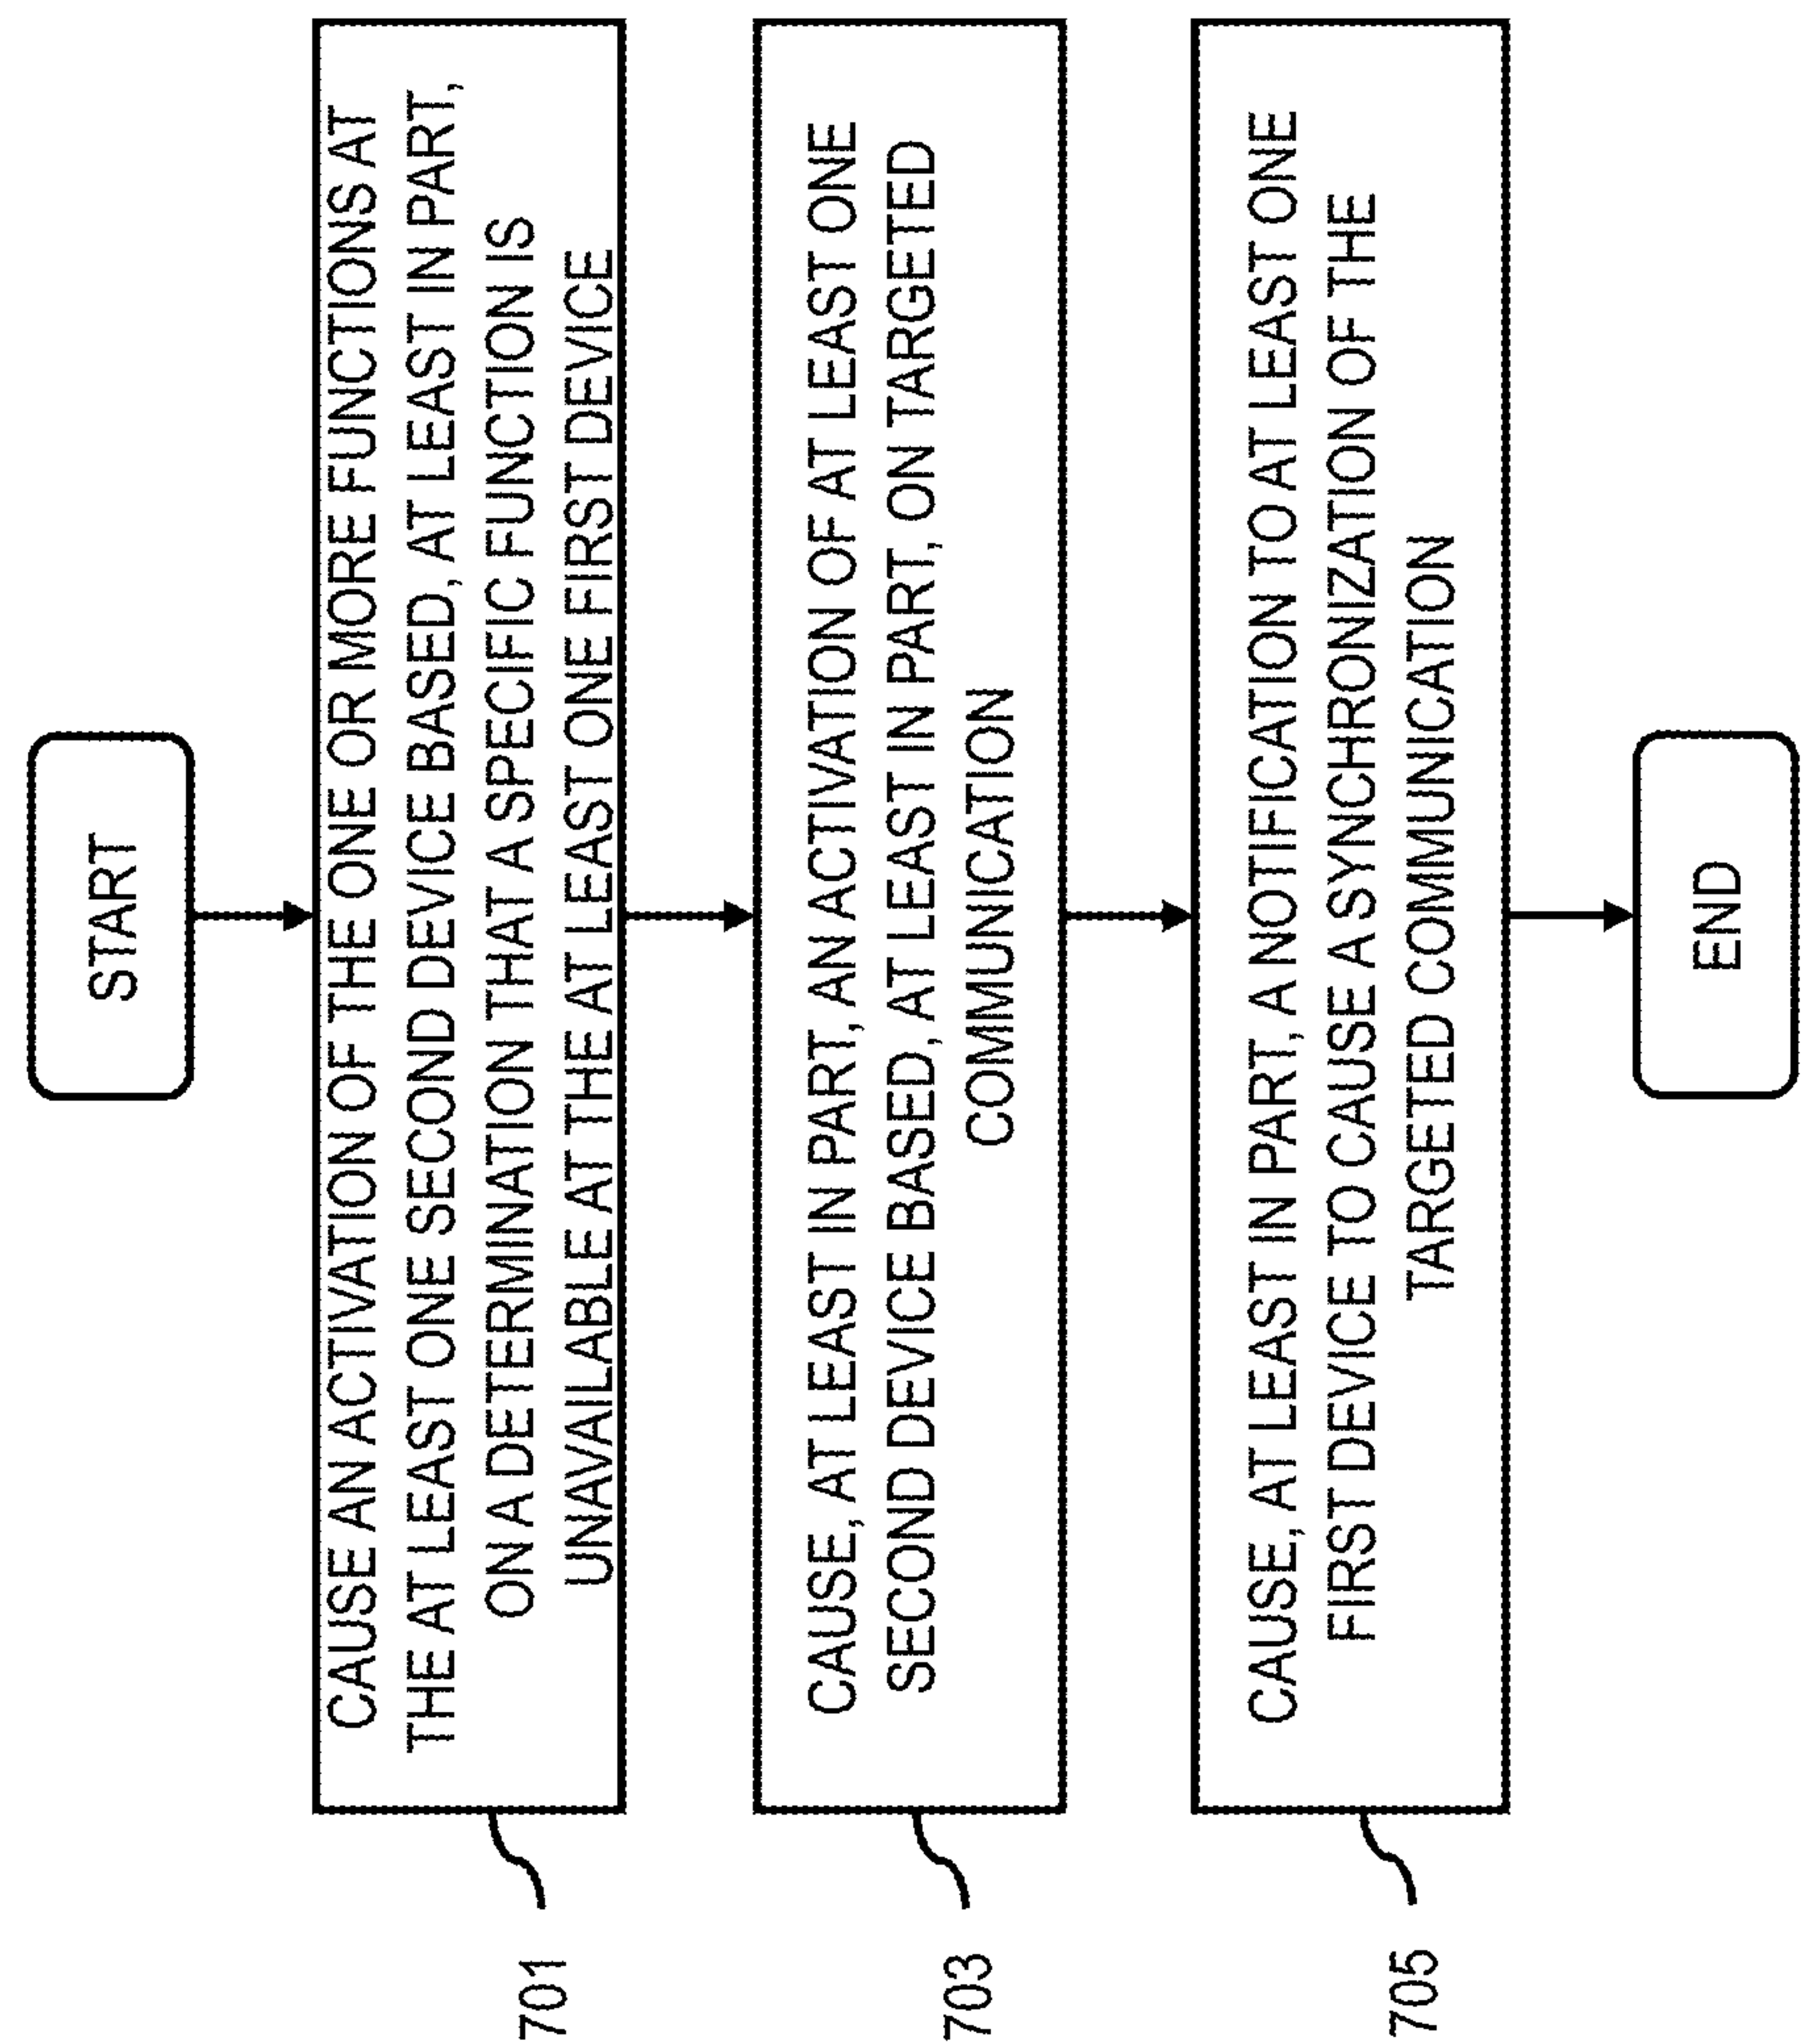 START
CAUSE AN ACTIVATION OF THE ONE OR MORE FUNCTIONS AT
THE AT LEAST ONE SECOND DEVICE BASED, AT LEAST IN PART,
ON A DETERMINATION THAT A SPECIFIC FUNCTION IS
UNAVAILABLE AT THE AT LEAST ONE FIRST DEVICE
701
CAUSE, AT LEAST IN PART, AN ACTIVATION OF AT LEAST ONE
SECOND DEVICE BASED, AT LEAST IN PART, ON TARGETED
COMMUNICATION
703
CAUSE, AT LEAST IN PART, A NOTIFICATION TO AT LEAST ONE
FIRST DEVICE TO CAUSE A SYNCHRONIZATION OF THE
TARGETED COMMUNICATION
705
END